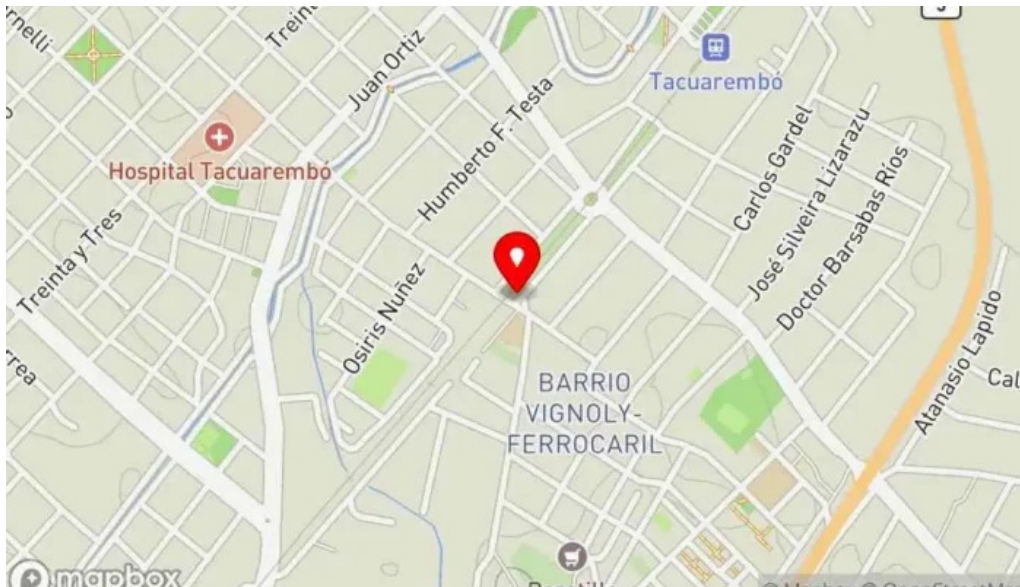 Juan Ortiz
Tacuarembó
Humberto F. Testa
Hospital Tacuarembó
Carlos Gardel
José Silveira Lizarazu
Doctor Barsabas Ríos
Treinta y Tres
Osiris Nuñez
Atanasio Lapido
BARRIO
VIGNOLY-
FERROCARIL
mapbox